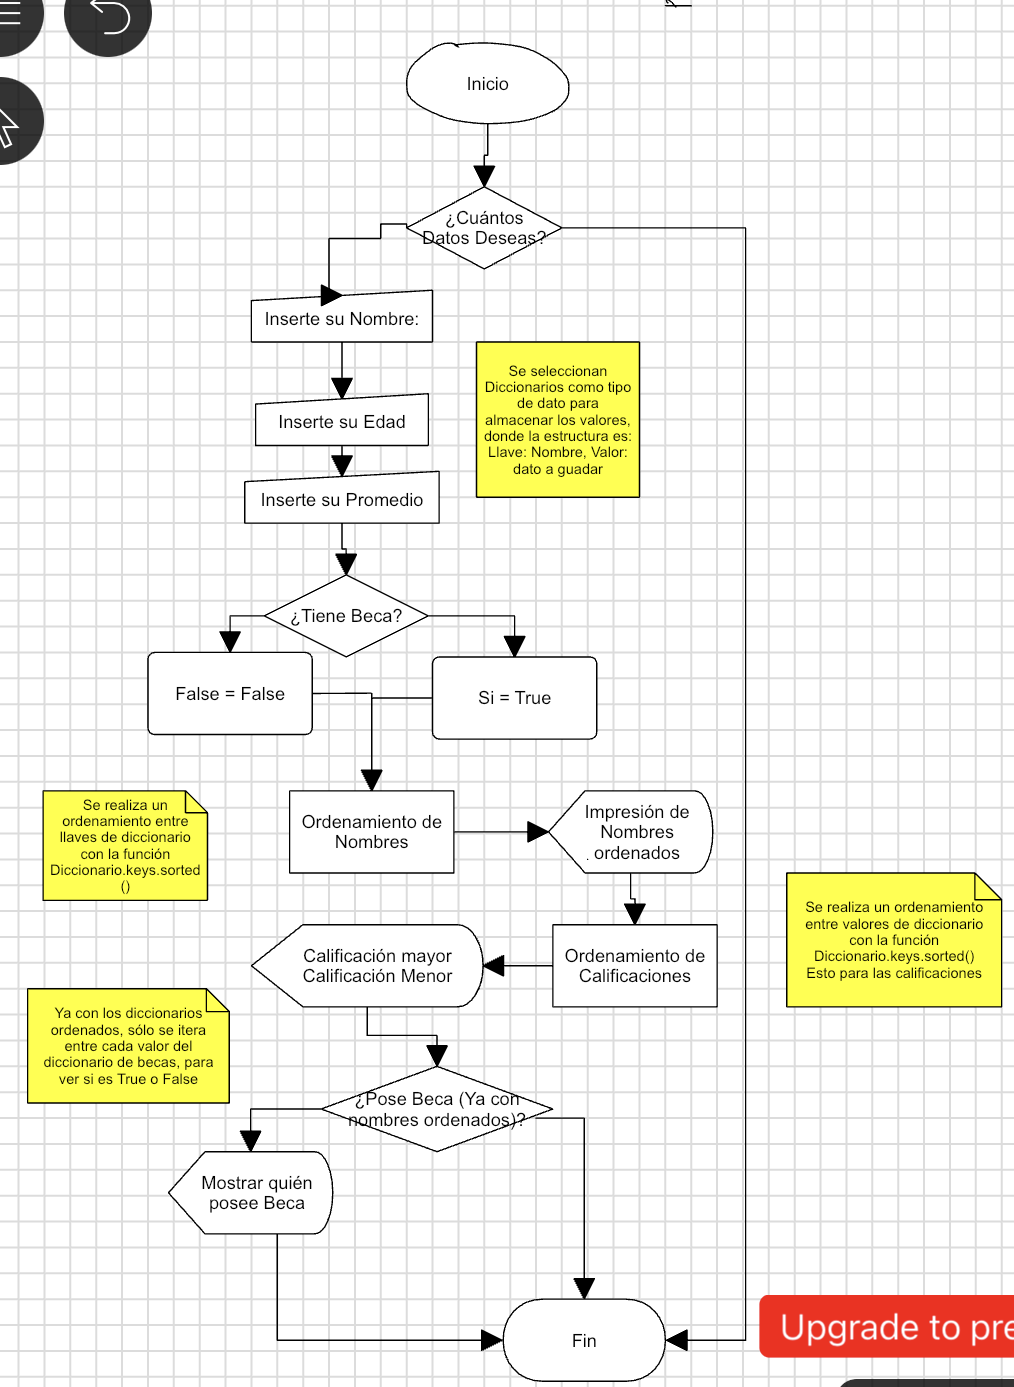 Inicio
¿Cuántos
Datos Deseas?
Inserte su Nombre:
Se seleccionan
Diccionarios como tipo
de dato para
almacenar los valores,
donde la estructura es:
Llave: Nombre, Valor:
dato a guadar
Inserte su Edad
Inserte su Promedio
¿Tiene Beca?
False = False
Si = True
Se realiza un
ordenamiento entre
llaves de diccionario
con la función
Diccionario.keys.sorted
()
Ordenamiento de
Nombres
Impresión de
Nombres
ordenados
Se realiza un ordenamiento
entre valores de diccionario
con la función
Diccionario.keys.sorted()
Esto para las calificaciones
Calificación mayor
Calificación Menor
Ordenamiento de
Calificaciones
Ya con los diccionarios
ordenados, sólo se itera
entre cada valor del
diccionario de becas, para
ver si es True o False
¿Pose Beca (Ya con
nombres ordenados)?
Mostrar quién
posee Beca
Fin
Upgrade to pre